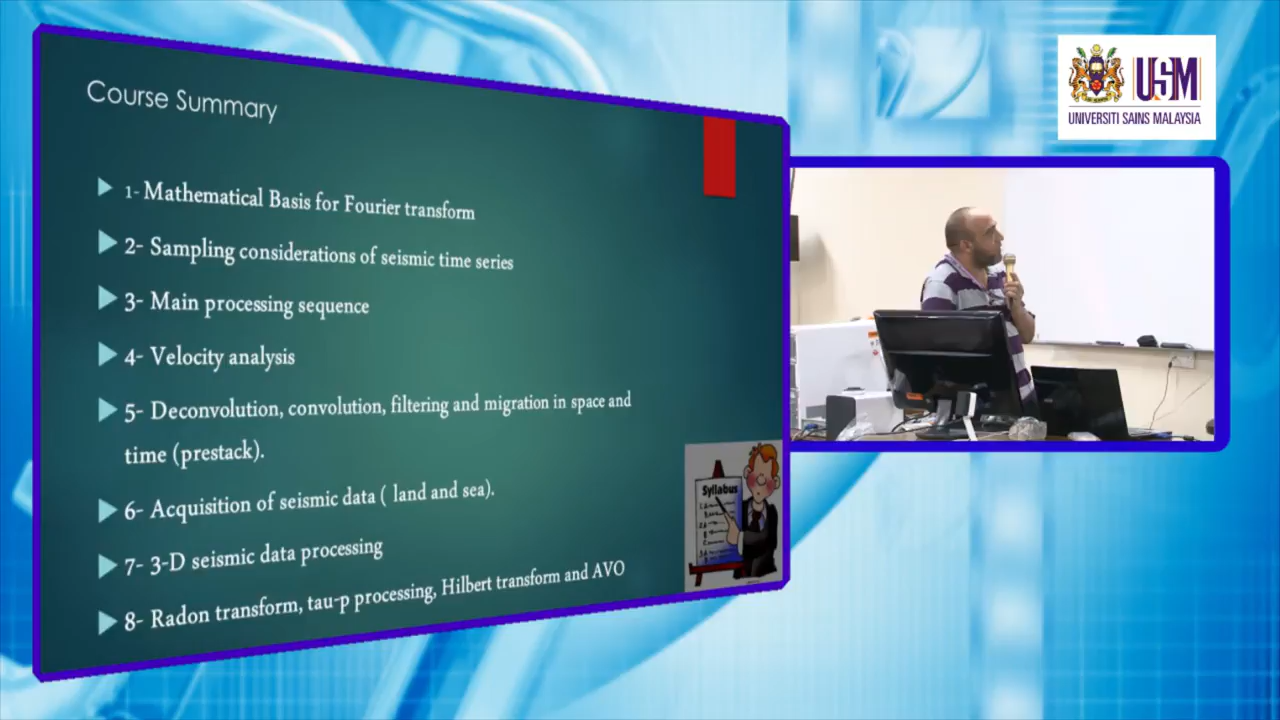 Course Summary
1- Mathematical Basis for Fourier transform
2- Sampling considerations of seismic time series
3- Main processing sequence
4- Velocity analysis
5- Deconvolution, convolution, filtering and migration in space and
time (prestack).
6- Acquisition of seismic data ( land and sea).
7- 3-D seismic data processing
8- Radon transform, tau-p processing, Hilbert transform and AVO
Syllabus
USM
UNIVERSITI SAINS MALAYSIA